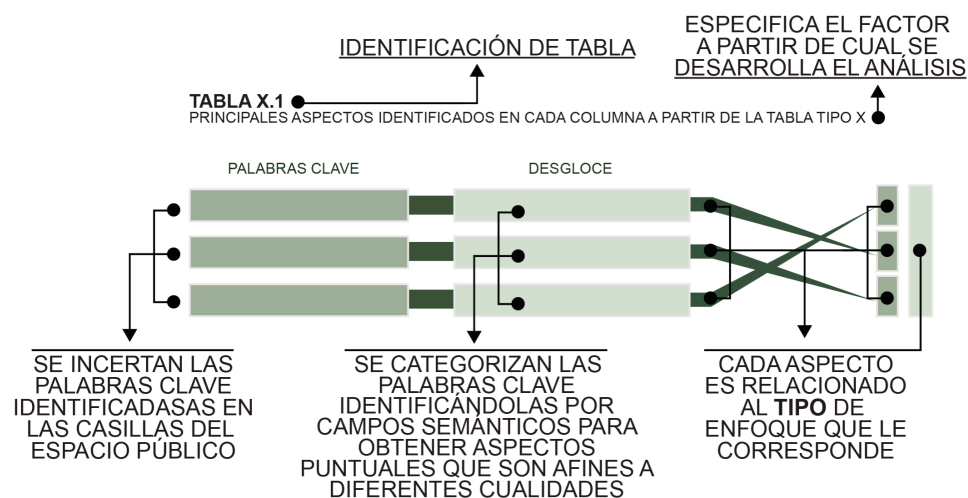 IDENTIFICACIÓN DE TABLA
ESPECIFICA EL FACTOR
A PARTIR DE CUAL SE
DESARROLLA EL ANÁLISIS
TABLA X.1
PRINCIPALES ASPECTOS IDENTIFICADOS EN CADA COLUMNA A PARTIR DE LA TABLA TIPO X
PALABRAS CLAVE
DESGLOCE
SE INCERTAN LAS
PALABRAS CLAVE
IDENTIFICADASAS EN
LAS CASILLAS DEL
ESPACIO PÚBLICO
SE CATEGORIZAN LAS
PALABRAS CLAVE
IDENTIFICÁNDOLAS POR
CAMPOS SEMÁNTICOS PARA
OBTENER ASPECTOS
PUNTUALES QUE SON AFINES A
DIFERENTES CUALIDADES
CADA ASPECTO
ES RELACIONADO
AL TIPO DE
ENFOQUE QUE LE
CORRESPONDE